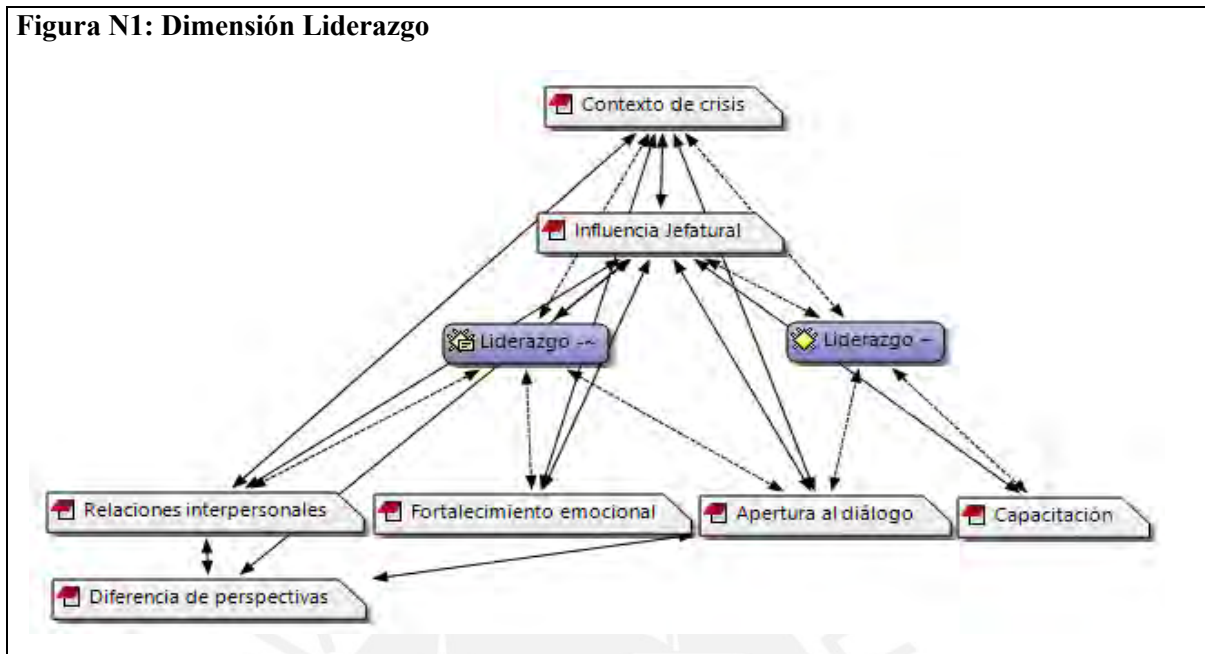 Figura N1: Dimensión Liderazgo
Contexto de crisis
Influencia Jefatural
Liderazgo -~
Liderazgo ~
Relaciones interpersonales
Fortalecimiento emocional
Apertura al diálogo
Capacitación
Diferencia de perspectivas